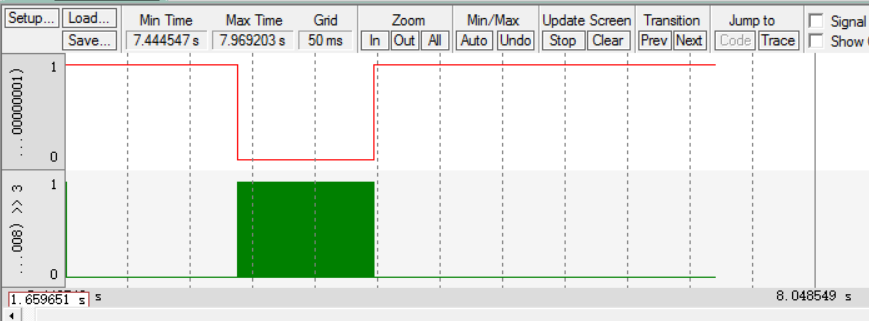 Setup... Load... Min Time Max Time Grid Zoom Min/Max Update Screen Transition Jump to Signal
Save... 7.444547 s 7.969203 s 50 ms In Out All Auto Undo Stop Clear Prev Next Code Trace Show
...00000001)
1
0
...008) >> 3
1
0
1.659651 s s 8.048549 s